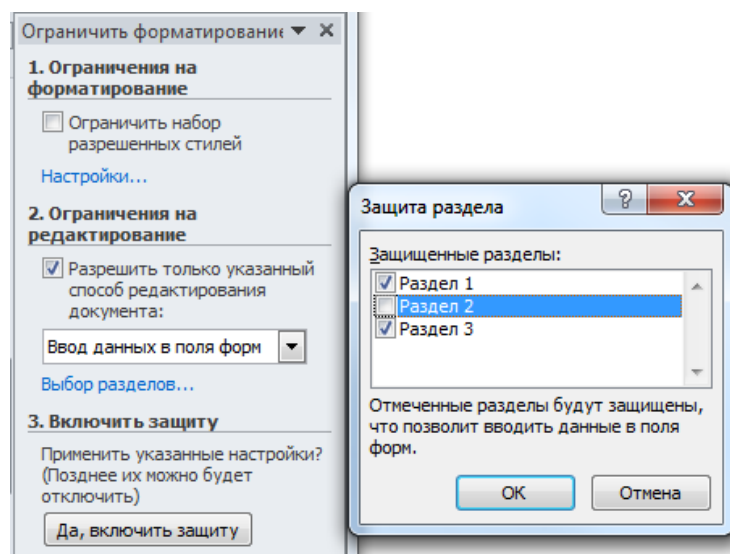 Ограничить форматировани
1. Ограничения на
форматирование
Ограничить набор
разрешенных стилей
Настройки...
2. Ограничения на
редактирование
Разрешить только указанный
способ редактирования
документа:
Ввод данных в поля форм
Выбор разделов...
3. Включить защиту
Применить указанные настройки?
(Позднее их можно будет
отключить)
Да, включить защиту
Защита раздела
Защищенные разделы:
Раздел 1
Раздел 2
Раздел 3
Отмеченные разделы будут защищены,
что позволит вводить данные в поля
форм.
ОК
Отмена